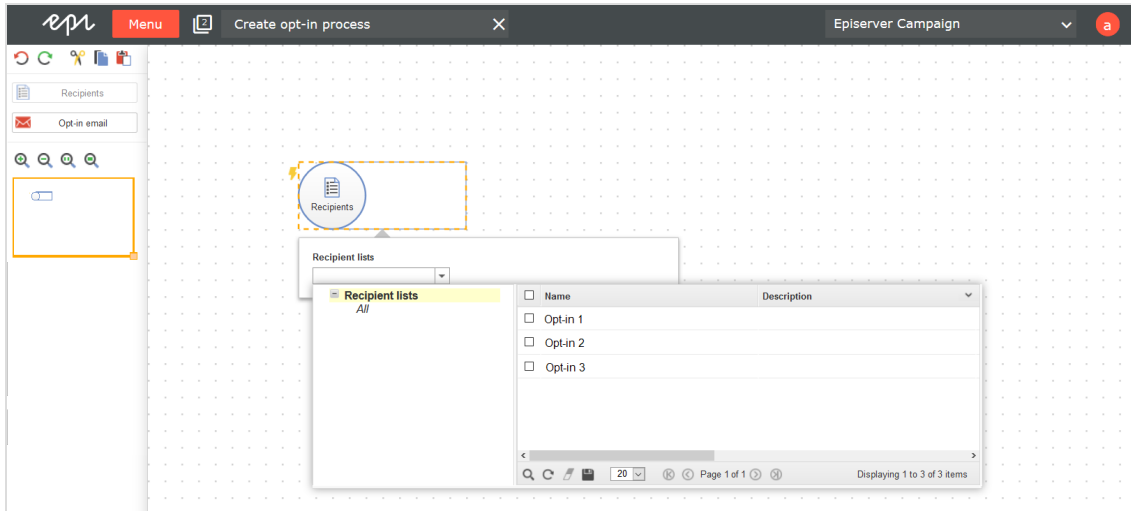 epi
Menu
2
Create opt-in process
Episerver Campaign
a
Recipients
Opt-in email
Recipients
Recipient lists
Recipient lists
All
Name
Description
Opt-in 1
Opt-in 2
Opt-in 3
20
Page 1 of 1
Displaying 1 to 3 of 3 items